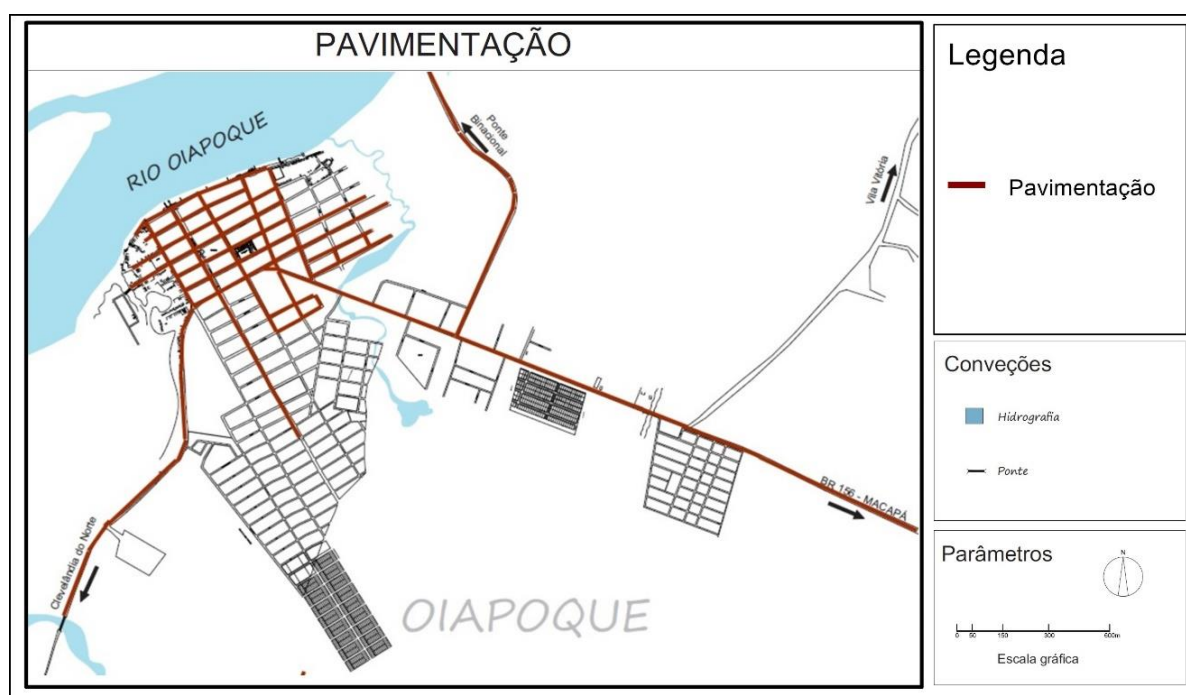 PAVIMENTAÇÃO
RIO OIAPOQUE
Ponte
Binacional
Vila Vitória
BR 156 - MACAPÁ
Clevelândia do Norte
OIAPOQUE
Legenda
Pavimentação
Conveções
Hidrografia
Ponte
Parâmetros
N
0 50 150 300 600m
Escala gráfica